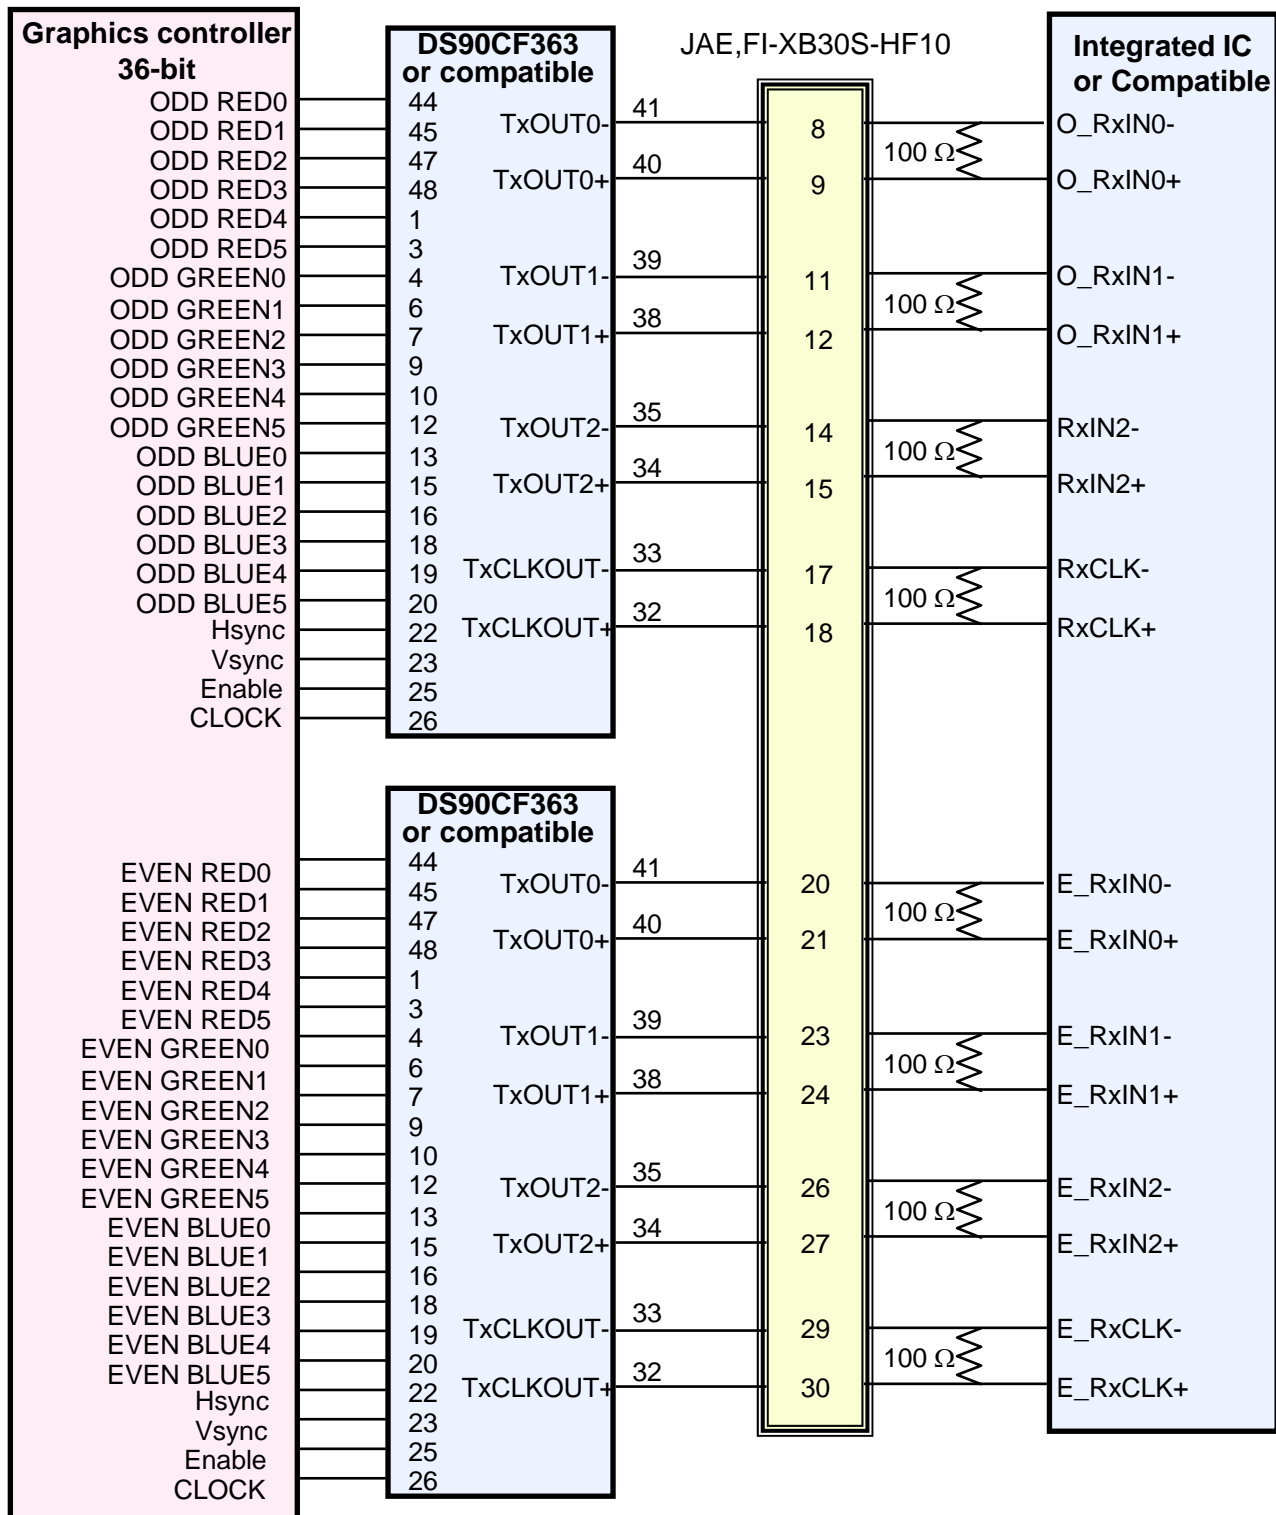 Graphics controller
36-bit
ODD RED0
ODD RED1
ODD RED2
ODD RED3
ODD RED4
ODD RED5
ODD GREEN0
ODD GREEN1
ODD GREEN2
ODD GREEN3
ODD GREEN4
ODD GREEN5
ODD BLUE0
ODD BLUE1
ODD BLUE2
ODD BLUE3
ODD BLUE4
ODD BLUE5
Hsync
Vsync
Enable
CLOCK
EVEN RED0
EVEN RED1
EVEN RED2
EVEN RED3
EVEN RED4
EVEN RED5
EVEN GREEN0
EVEN GREEN1
EVEN GREEN2
EVEN GREEN3
EVEN GREEN4
EVEN GREEN5
EVEN BLUE0
EVEN BLUE1
EVEN BLUE2
EVEN BLUE3
EVEN BLUE4
EVEN BLUE5
Hsync
Vsync
Enable
CLOCK
DS90CF363
or compatible
44
45
47
48
1
3
4
6
7
9
10
12
13
15
16
18
19
20
22
23
25
26
TxOUT0-
TxOUT0+
TxOUT1-
TxOUT1+
TxOUT2-
TxOUT2+
TxCLKOUT-
TxCLKOUT+
41
40
39
38
35
34
33
32
DS90CF363
or compatible
44
45
47
48
1
3
4
6
7
9
10
12
13
15
16
18
19
20
22
23
25
26
TxOUT0-
TxOUT0+
TxOUT1-
TxOUT1+
TxOUT2-
TxOUT2+
TxCLKOUT-
TxCLKOUT+
41
40
39
38
35
34
33
32
JAE,FI-XB30S-HF10
8
9
11
12
14
15
17
18
20
21
23
24
26
27
29
30
100 Ω
100 Ω
100 Ω
100 Ω
100 Ω
100 Ω
100 Ω
100 Ω
Integrated IC
or Compatible
O_RxIN0-
O_RxIN0+
O_RxIN1-
O_RxIN1+
RxIN2-
RxIN2+
RxCLK-
RxCLK+
E_RxIN0-
E_RxIN0+
E_RxIN1-
E_RxIN1+
E_RxIN2-
E_RxIN2+
E_RxCLK-
E_RxCLK+